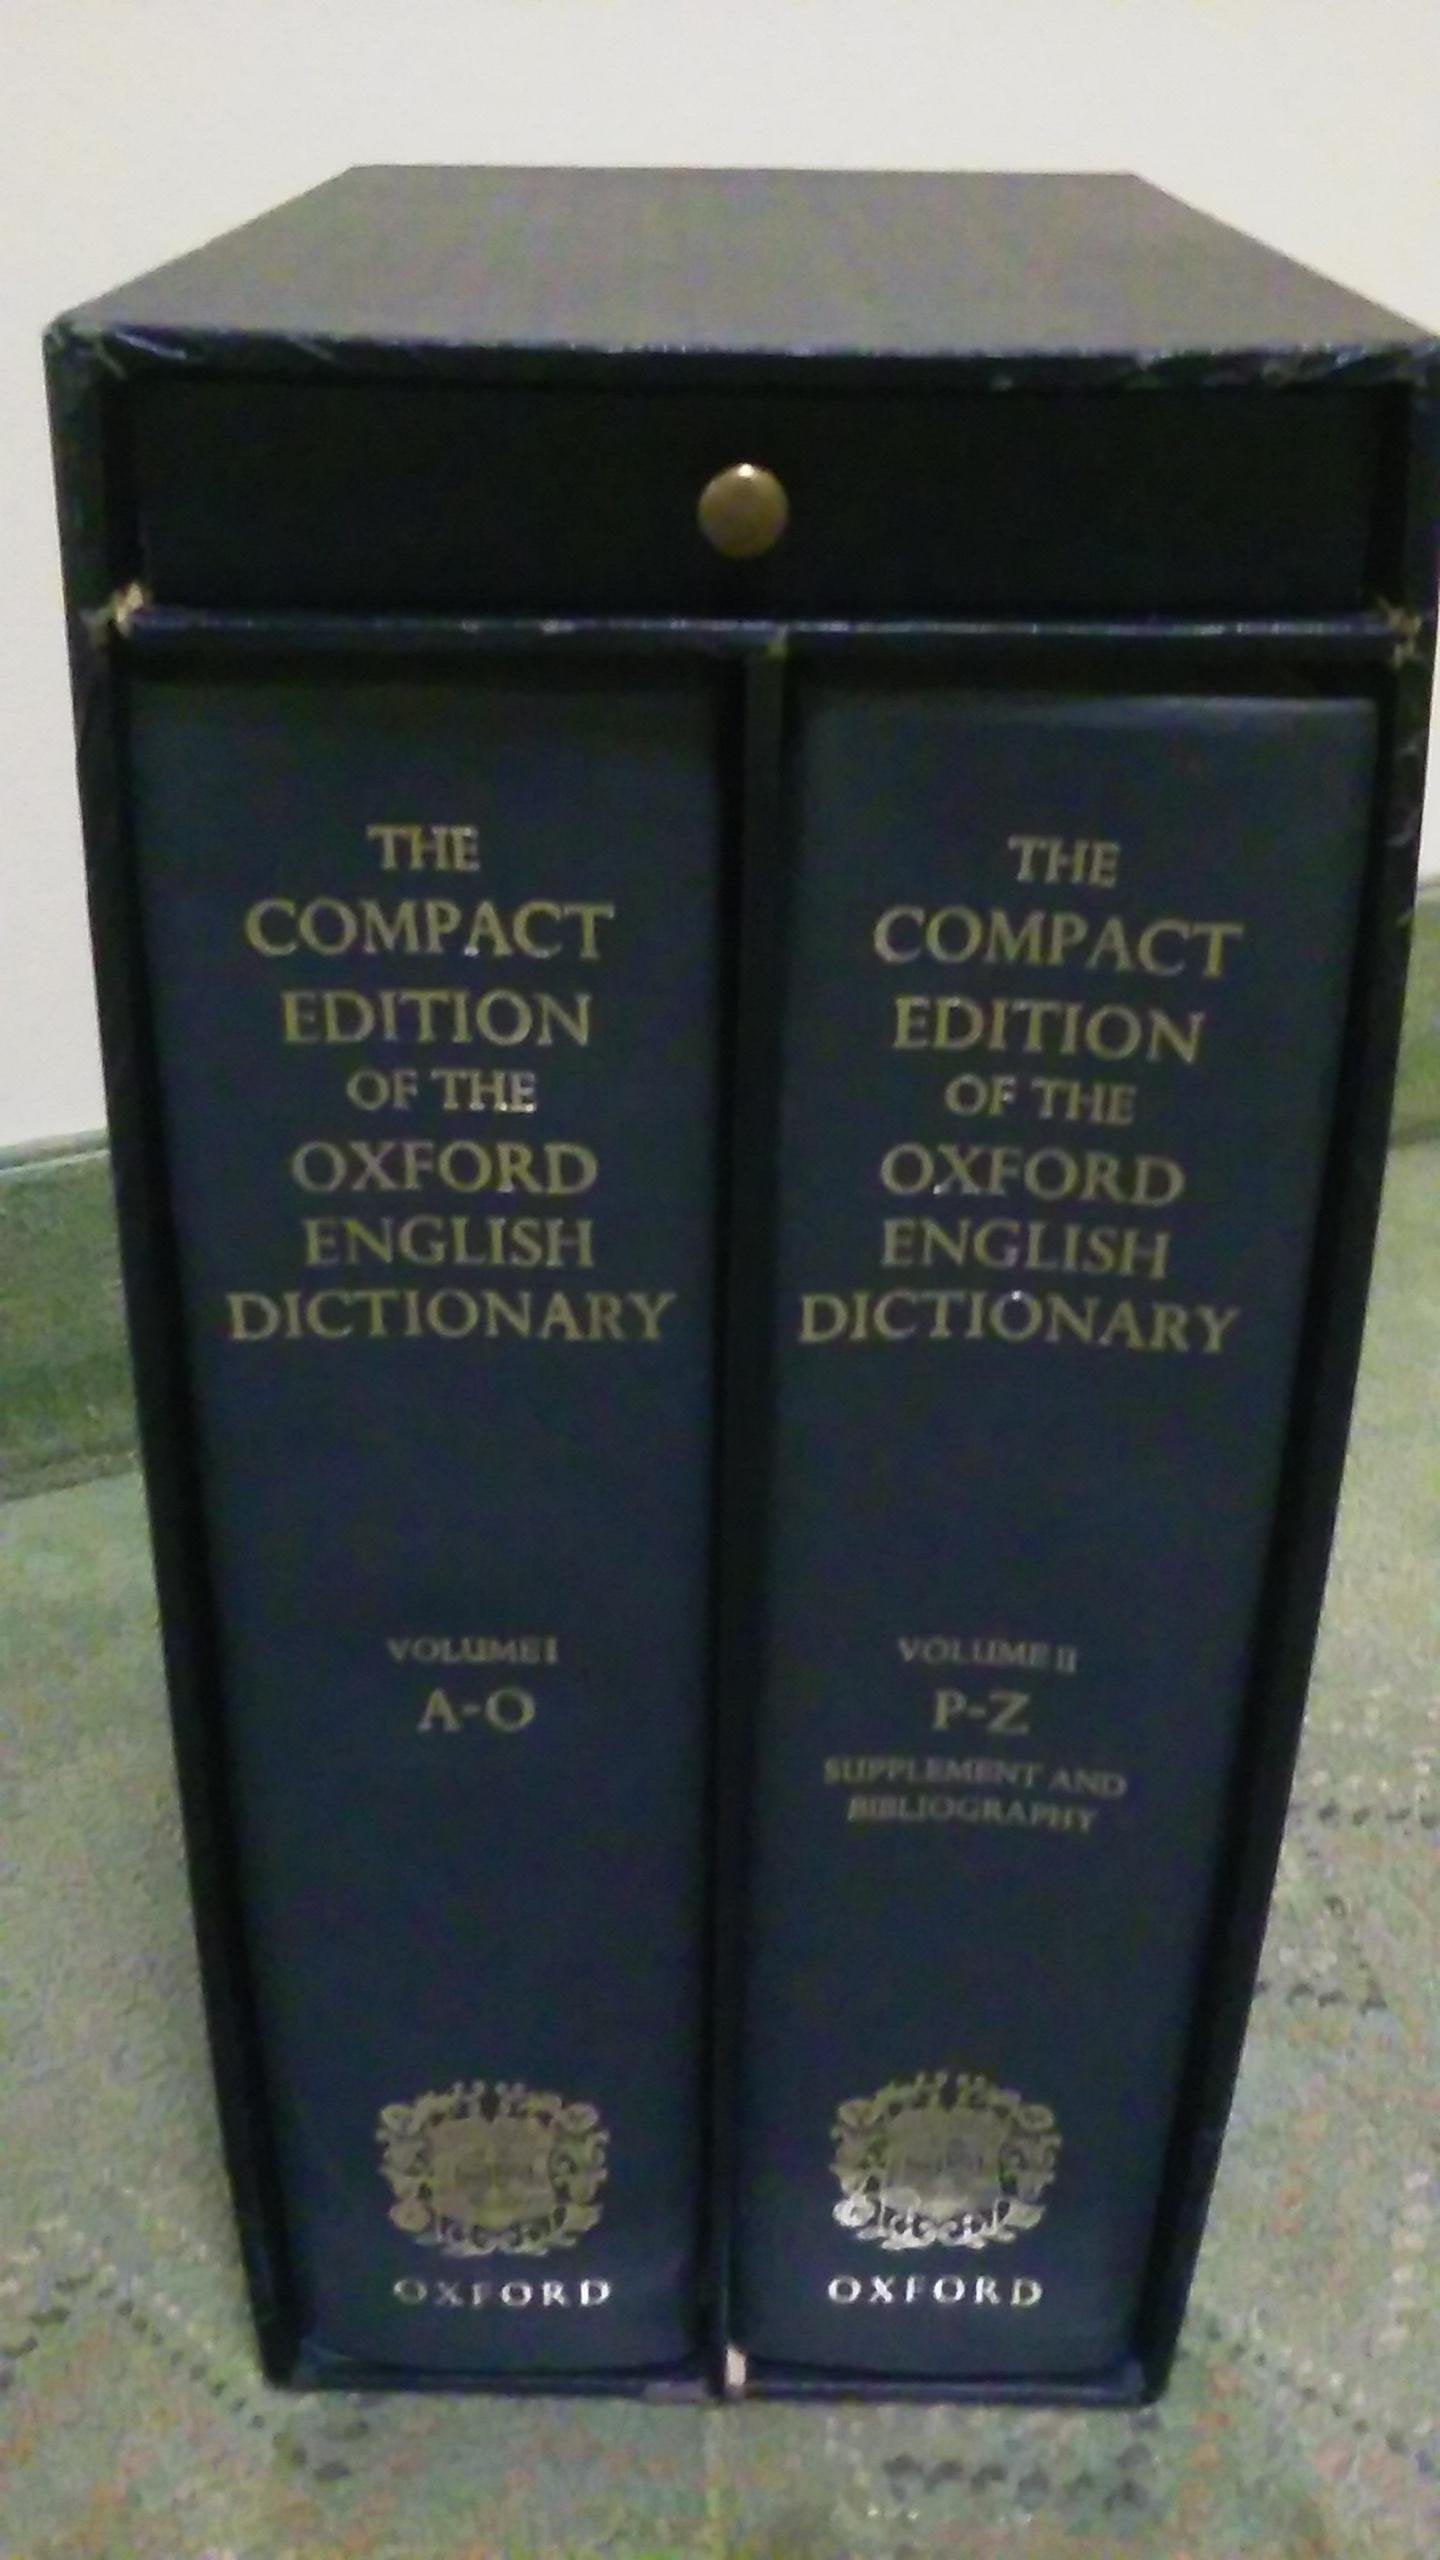 THE
COMPACT
EDITION
OF THE
OXFORD
ENGLISH
DICTIONARY
VOLUME I
A-O
OXFORD
THE
COMPACT
EDITION
OF THE
OXFORD
ENGLISH
DICTIONARY
VOLUME II
P-Z
SUPPLEMENT AND
BIBLIOGRAPHY
OXFORD